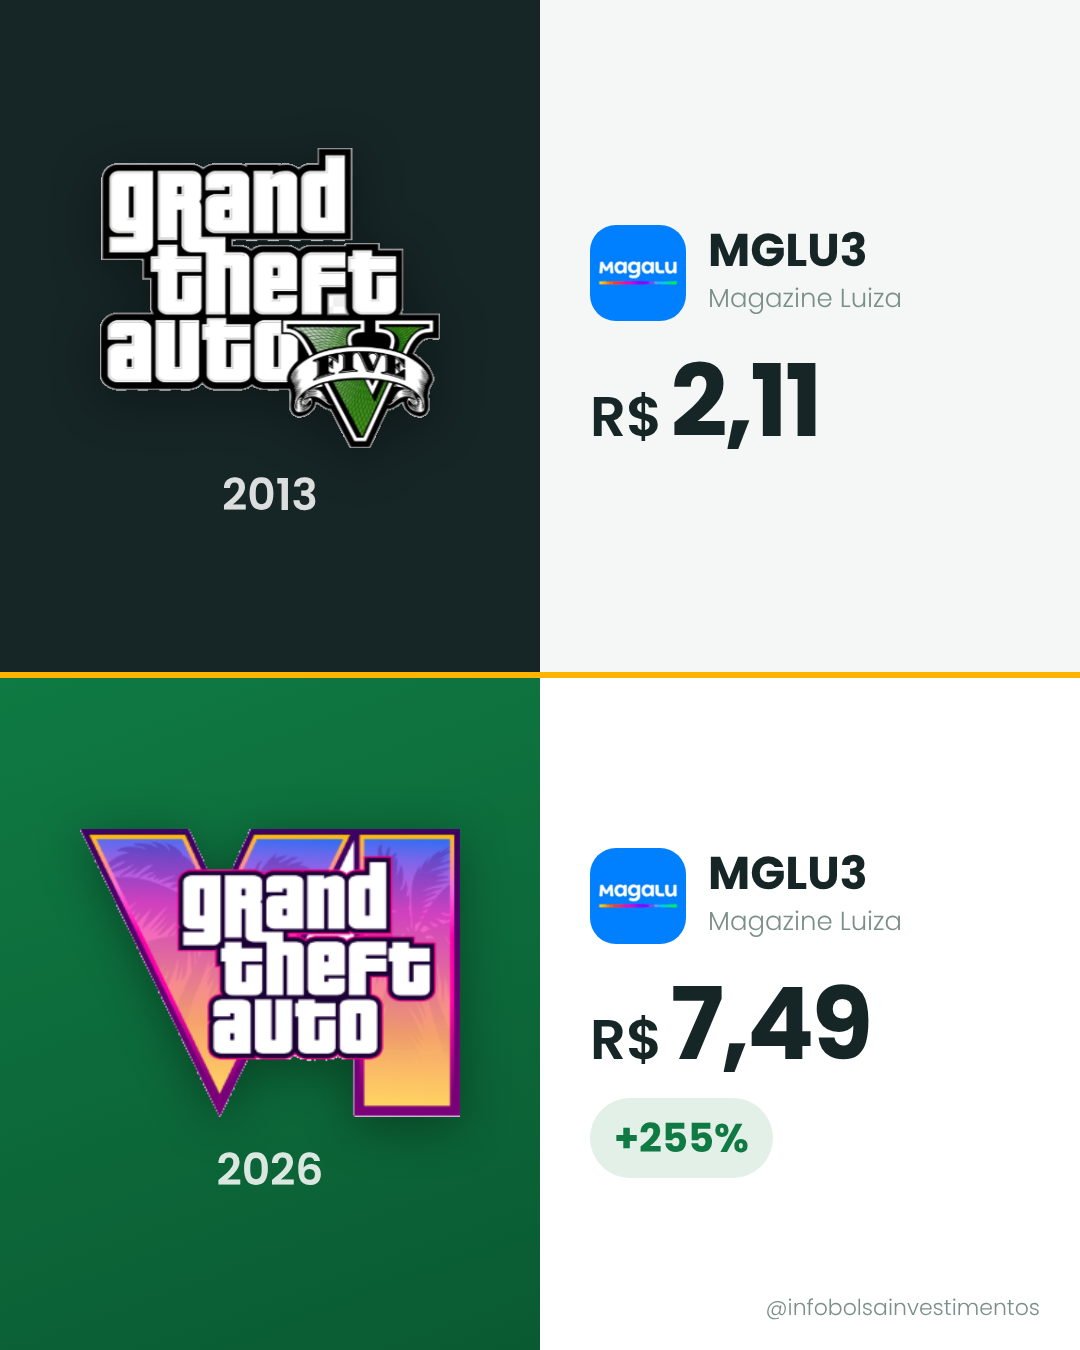 grand
theft
auto
FIVE
V
2013
magalu
MGLU3
Magazine Luiza
R$ 2,11
VI
grand
theft
auto
2026
magalu
MGLU3
Magazine Luiza
R$ 7,49
+255%
@infobolsainvestimentos